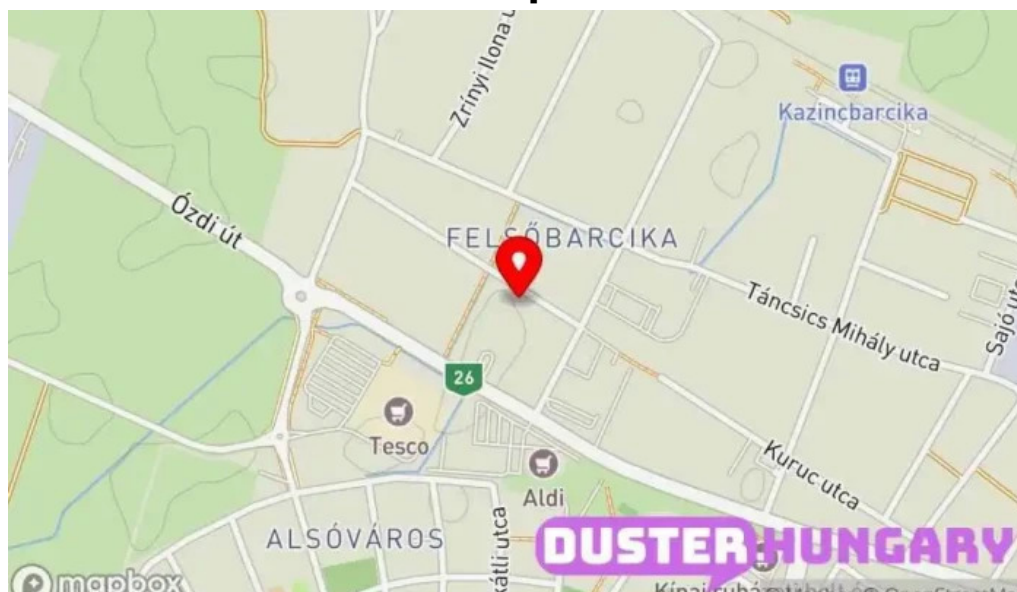 Zrínyi Ilona u
Kazincbarcika
Ózdi út
FELSŐBARCIKA
Táncsics Mihály utca
Sajó utc
26
Tesco
Kuruc utca
Aldi
ALSÓVÁROS
kátli utca
DUSTER HUNGARY
mapbox